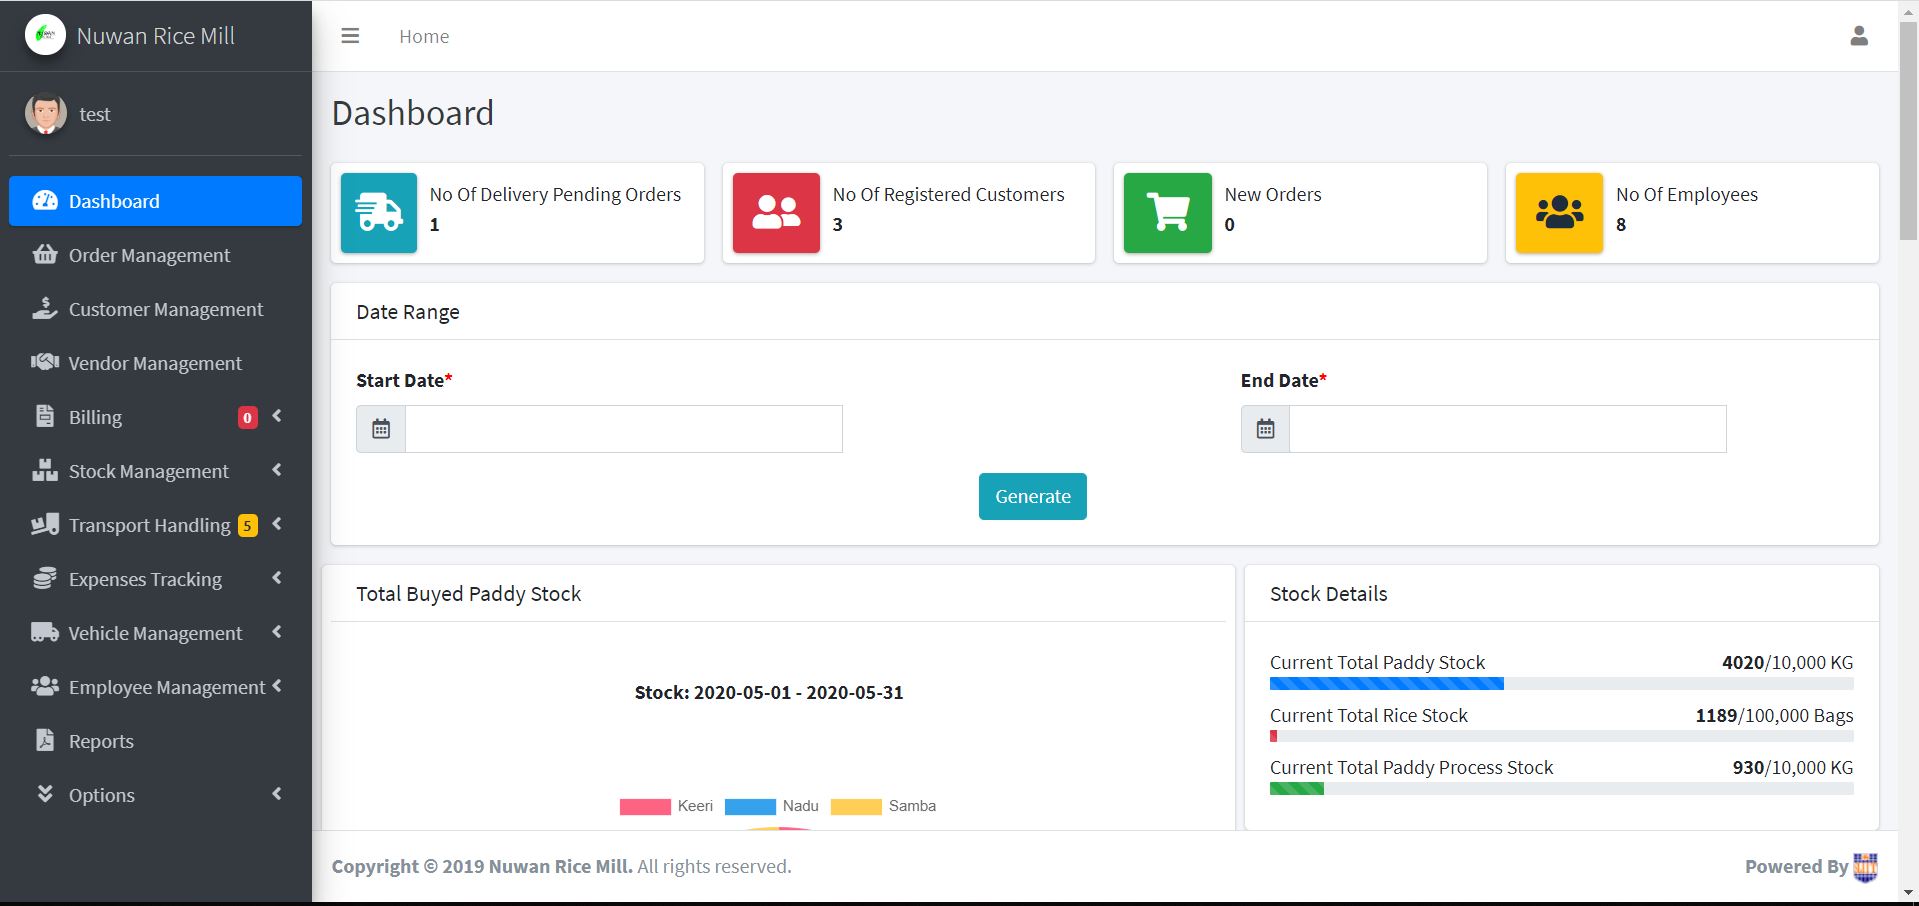 Nuwan Rice Mill
Home
test
Dashboard
Order Management
Customer Management
Vendor Management
Billing 0
Stock Management
Transport Handling 5
Expenses Tracking
Vehicle Management
Employee Management
Reports
Options
Dashboard
No Of Delivery Pending Orders
1
No Of Registered Customers
3
New Orders
0
No Of Employees
8
Date Range
Start Date*
End Date*
Generate
Total Buyed Paddy Stock
Stock: 2020-05-01 - 2020-05-31
Keeri Nadu Samba
Stock Details
Current Total Paddy Stock 4020/10,000 KG
Current Total Rice Stock 1189/100,000 Bags
Current Total Paddy Process Stock 930/10,000 KG
Copyright © 2019 Nuwan Rice Mill. All rights reserved.
Powered By